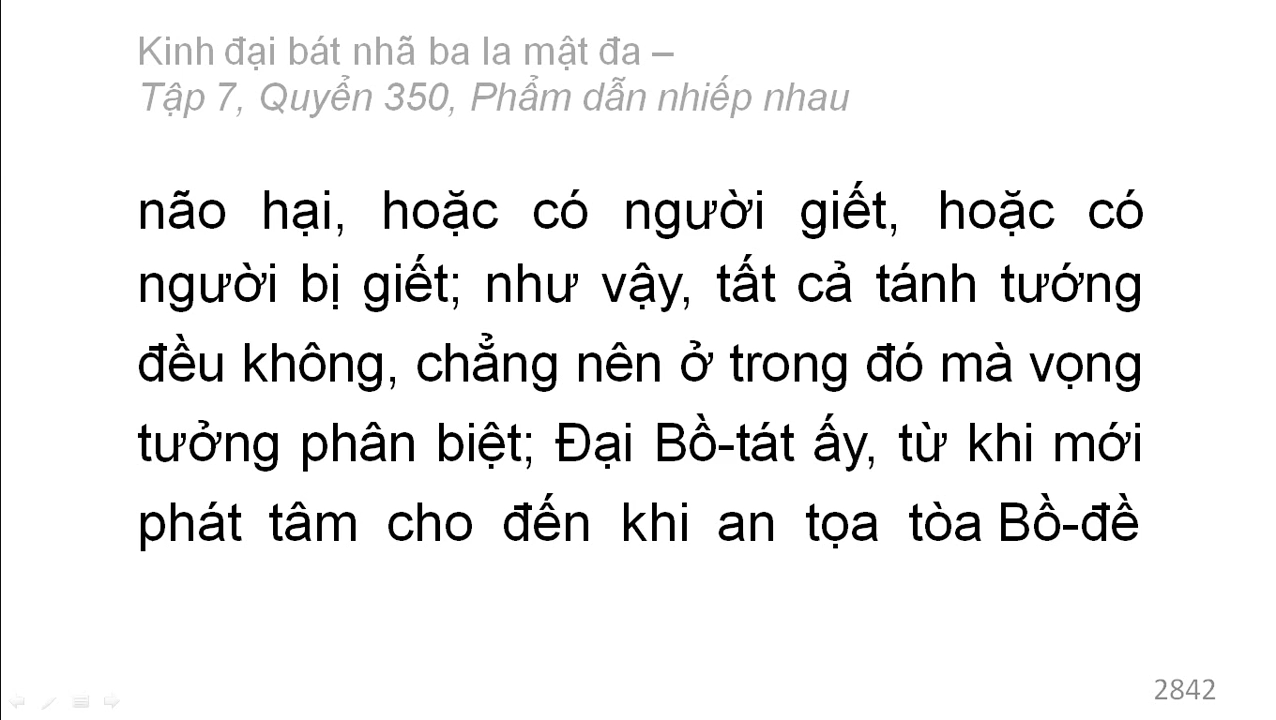 Kinh đại bát nhã ba la mật đa –
Tập 7, Quyển 350, Phẩm dẫn nhiếp nhau
não hại, hoặc có người giết, hoặc có
người bị giết; như vậy, tất cả tánh tướng
đều không, chẳng nên ở trong đó mà vọng
tưởng phân biệt; Đại Bồ-tát ấy, từ khi mới
phát tâm cho đến khi an tọa tòa Bồ-đề
2842